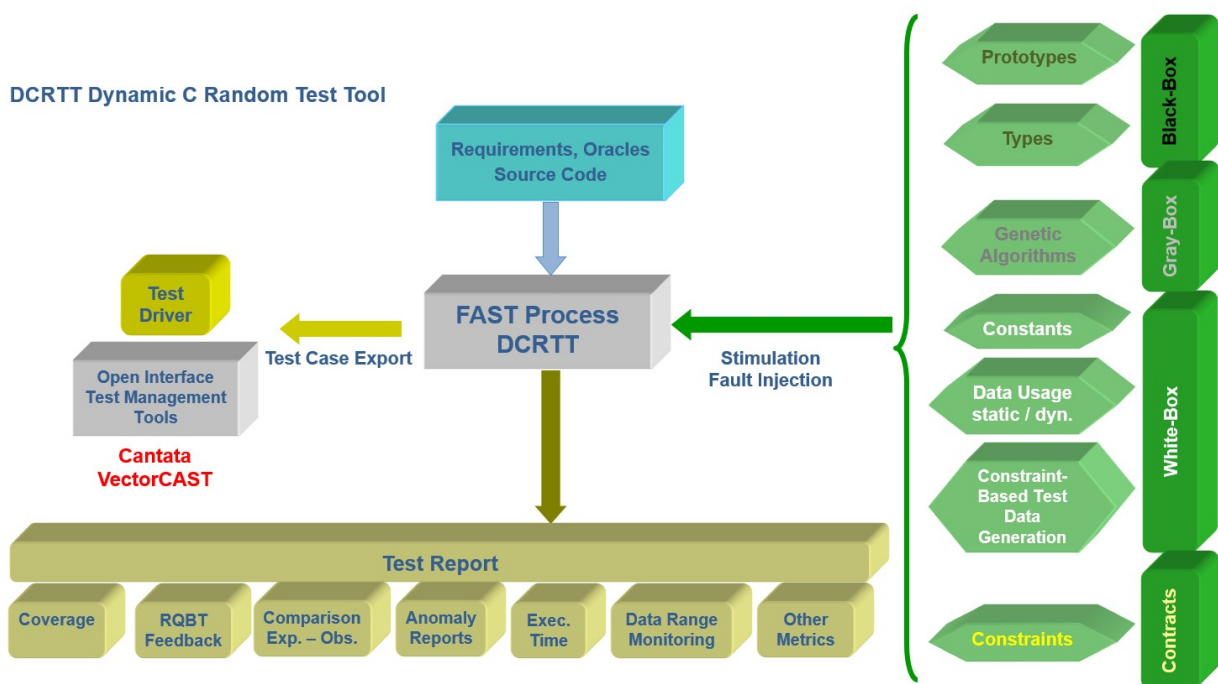 DCRTT Dynamic C Random Test Tool
Requirements, Oracles
Source Code
FAST Process
DCRTT
Test
Driver
Test Case Export
Open Interface
Test Management
Tools
Cantata
VectorCAST
Stimulation
Fault Injection
Prototypes
Types
Black-Box
Genetic
Algorithms
Gray-Box
Constants
Data Usage
static / dyn.
Constraint-
Based Test
Data
Generation
White-Box
Constraints
Contracts
Test Report
Coverage
RQBT
Feedback
Comparison
Exp. – Obs.
Anomaly
Reports
Exec.
Time
Data Range
Monitoring
Other
Metrics